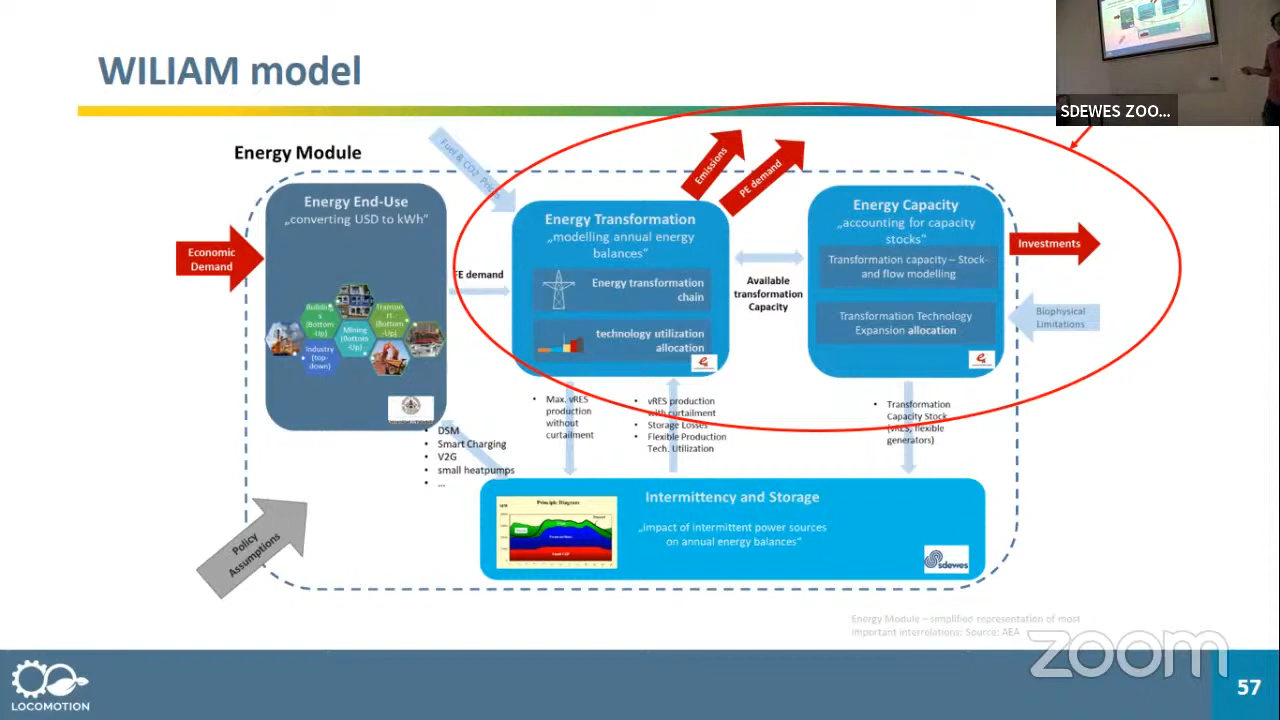 WILIAM model
SDEWES ZOO...
Energy Module
Fuel & CO2 Prices
Emissions
PE demand
Energy End-Use
„converting USD to kWh“
Economic
Demand
Building
s
(Bottom
-Up)
Transpo
rt
(Bottom
-Up)
Mining
(Bottom
-Up)
Industry
(top-
down)
FE demand
Energy Transformation
„modelling annual energy
balances“
Energy transformation
chain
technology utilization
allocation
Available
transformation
Capacity
Energy Capacity
„accounting for capacity
stocks“
Transformation capacity – Stock-
and flow modelling
Transformation Technology
Expansion allocation
Investments
Biophysical
Limitations
• Max. vRES
production
without
curtailment
• vRES production
with curtailment
• Storage Losses
• Flexible Production
Tech. Utilization
• Transformation
Capacity Stock
(vRES, flexible
generators)
• DSM
• Smart Charging
• V2G
• small heatpumps
• ...
Policy
Assumptions
Principle Diagram
Intermittency and Storage
„impact of intermittent power sources
on annual energy balances“
sdewes
Energy Module – simplified representation of most
important interrelations; Source: AEA
zoom
LOCOMOTION
57